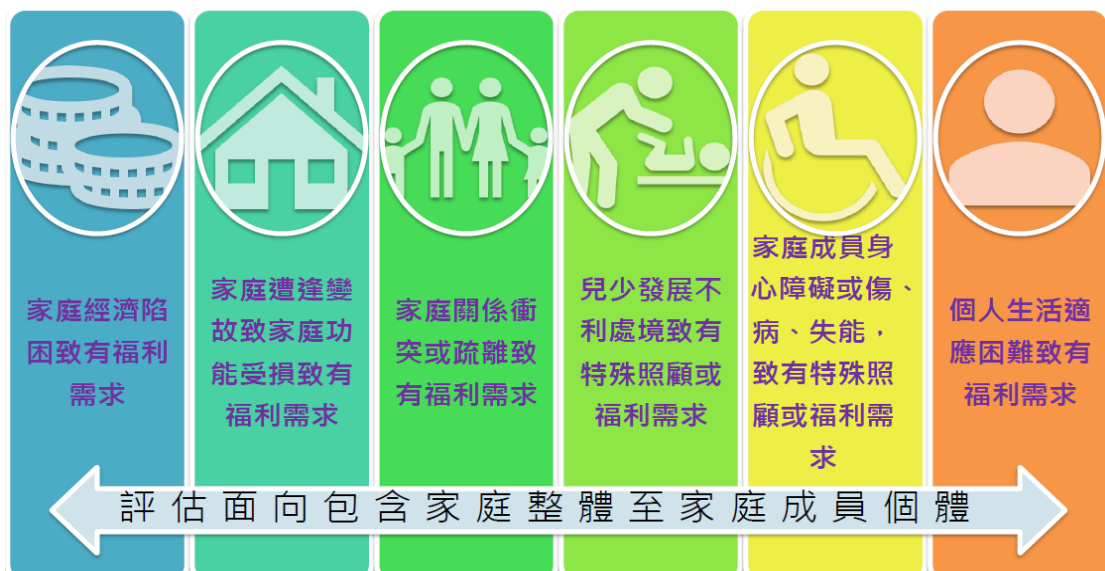 家庭經濟陷
困致有福利
需求
家庭遭逢變
故致家庭功
能受損致有
福利需求
家庭關係衝
突或疏離致
有福利需求
兒少發展不
利處境致有
特殊照顧或
福利需求
家庭成員身
心障礙或傷、
病、失能，
致有特殊照
顧或福利需
求
個人生活適
應困難致有
福利需求
評估面向包含家庭整體至家庭成員個體